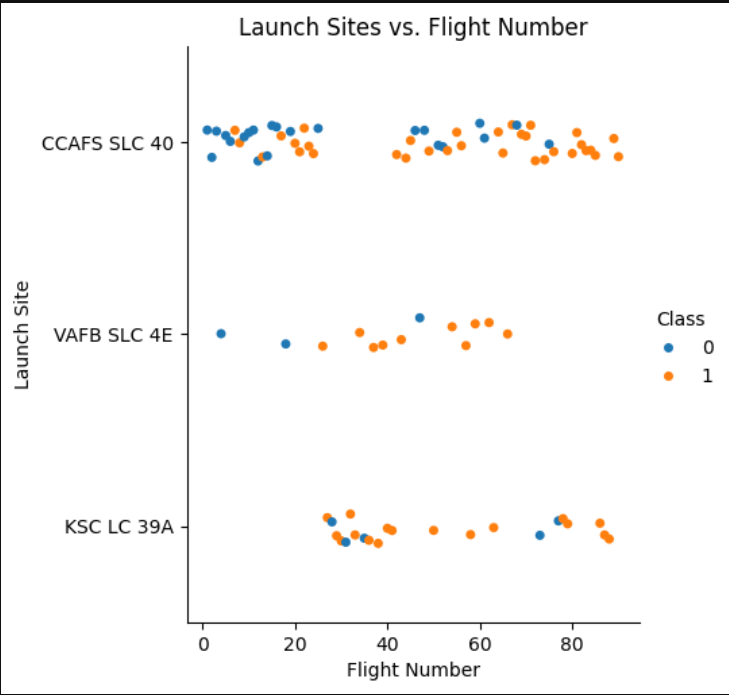 Launch Sites vs. Flight Number
CCAFS SLC 40
VAFB SLC 4E
KSC LC 39A
Launch Site
0 20 40 60 80
Flight Number
Class
0
1